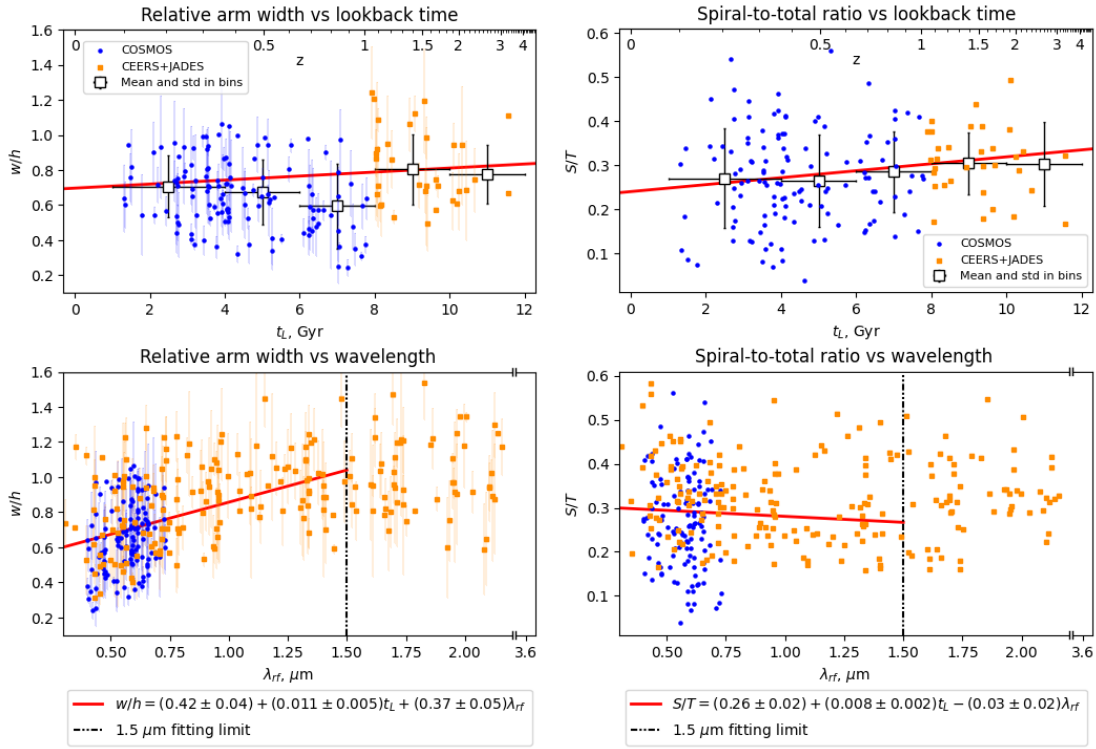 Relative arm width vs lookback time
0 0.5 1 1.5 2 3 4
z
COSMOS
CEERS+JADES
Mean and std in bins
w/h
1.6
1.4
1.2
1.0
0.8
0.6
0.4
0.2
0 2 4 6 8 10 12
t_L, Gyr
Spiral-to-total ratio vs lookback time
0 0.5 1 1.5 2 3 4
z
S/T
0.6
0.5
0.4
0.3
0.2
0.1
COSMOS
CEERS+JADES
Mean and std in bins
0 2 4 6 8 10 12
t_L, Gyr
Relative arm width vs wavelength
w/h
1.6
1.4
1.2
1.0
0.8
0.6
0.4
0.2
0.50 0.75 1.00 1.25 1.50 1.75 2.00 3.6
λ_rf, μm
w/h = (0.42 ± 0.04) + (0.011 ± 0.005)t_L + (0.37 ± 0.05)λ_rf
1.5 μm fitting limit
Spiral-to-total ratio vs wavelength
S/T
0.6
0.5
0.4
0.3
0.2
0.1
0.50 0.75 1.00 1.25 1.50 1.75 2.00 3.6
λ_rf, μm
S/T = (0.26 ± 0.02) + (0.008 ± 0.002)t_L − (0.03 ± 0.02)λ_rf
1.5 μm fitting limit